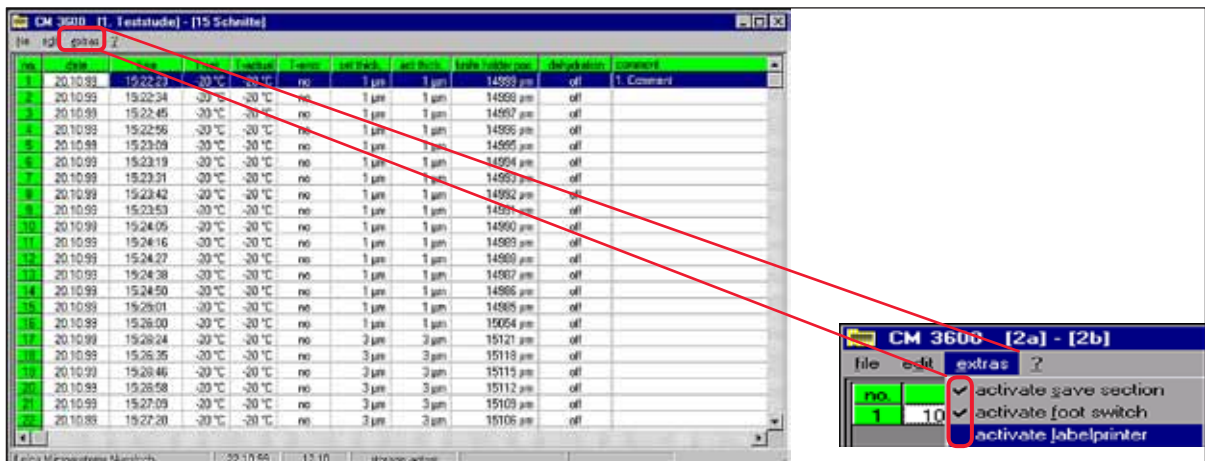 CM 3600 [1. Teststudie] - [15 Schnitte]
file edit extras ?
no. date time T-set T-actual T-error set thick. act thick. knife holder pos. dehydration comment
1 20.10.99 15:22:23 -20 °C -20 °C no 1 µm 1 µm 14999 µm off 1. Comment
2 20.10.99 15:22:34 -20 °C -20 °C no 1 µm 1 µm 14998 µm off
3 20.10.99 15:22:45 -20 °C -20 °C no 1 µm 1 µm 14997 µm off
4 20.10.99 15:22:56 -20 °C -20 °C no 1 µm 1 µm 14996 µm off
5 20.10.99 15:23:09 -20 °C -20 °C no 1 µm 1 µm 14995 µm off
6 20.10.99 15:23:19 -20 °C -20 °C no 1 µm 1 µm 14994 µm off
7 20.10.99 15:23:31 -20 °C -20 °C no 1 µm 1 µm 14993 µm off
8 20.10.99 15:23:42 -20 °C -20 °C no 1 µm 1 µm 14992 µm off
9 20.10.99 15:23:53 -20 °C -20 °C no 1 µm 1 µm 14991 µm off
10 20.10.99 15:24:05 -20 °C -20 °C no 1 µm 1 µm 14990 µm off
11 20.10.99 15:24:16 -20 °C -20 °C no 1 µm 1 µm 14989 µm off
12 20.10.99 15:24:27 -20 °C -20 °C no 1 µm 1 µm 14988 µm off
13 20.10.99 15:24:38 -20 °C -20 °C no 1 µm 1 µm 14987 µm off
14 20.10.99 15:24:50 -20 °C -20 °C no 1 µm 1 µm 14986 µm off
15 20.10.99 15:25:01 -20 °C -20 °C no 1 µm 1 µm 14985 µm off
16 20.10.99 15:26:00 -20 °C -20 °C no 1 µm 1 µm 15054 µm off
17 20.10.99 15:26:24 -20 °C -20 °C no 3 µm 3 µm 15121 µm off
18 20.10.99 15:26:35 -20 °C -20 °C no 3 µm 3 µm 15118 µm off
19 20.10.99 15:26:46 -20 °C -20 °C no 3 µm 3 µm 15115 µm off
20 20.10.99 15:26:58 -20 °C -20 °C no 3 µm 3 µm 15112 µm off
21 20.10.99 15:27:09 -20 °C -20 °C no 3 µm 3 µm 15109 µm off
22 20.10.99 15:27:20 -20 °C -20 °C no 3 µm 3 µm 15106 µm off
Leica Microsystems Nussloch 22.10.99 12:10
CM 3600 [2a] - [2b]
file edit extras ?
no.
activate save section
1 10
activate foot switch
activate labelprinter